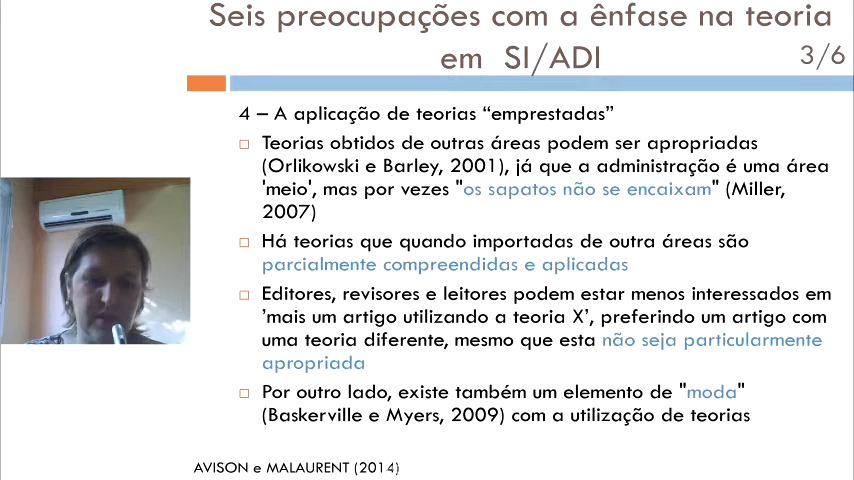 Seis preocupações com a ênfase na teoria
em SI/ADI
3/6
4 – A aplicação de teorias “emprestadas”
Teorias obtidos de outras áreas podem ser apropriadas
(Orlikowski e Barley, 2001), já que a administração é uma área
'meio', mas por vezes "os sapatos não se encaixam" (Miller,
2007)
Há teorias que quando importadas de outra áreas são
parcialmente compreendidas e aplicadas
Editores, revisores e leitores podem estar menos interessados em
’mais um artigo utilizando a teoria X’, preferindo um artigo com
uma teoria diferente, mesmo que esta não seja particularmente
apropriada
Por outro lado, existe também um elemento de "moda"
(Baskerville e Myers, 2009) com a utilização de teorias
AVISON e MALAURENT (2014)